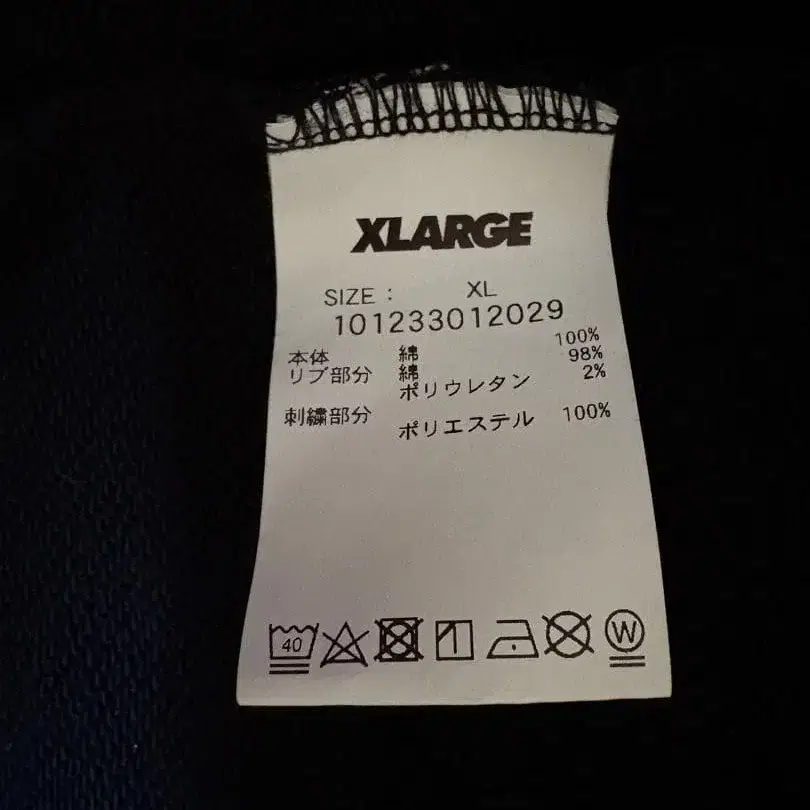 XLARGE
SIZE : XL
101233012029
本体 綿 100%
リブ部分 綿 98%
ポリウレタン 2%
刺繍部分 ポリエステル 100%
40 W